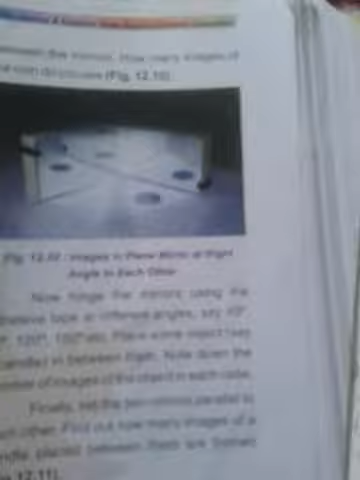 between the mirrors. How many images of
the coin do you see (Fig. 12.10).
Fig. 12.10 : Images in Plane Mirror at Right
Angle to Each Other
Now hinge the mirrors using the
adhesive tape at different angles, say 45°,
120°, 180° etc. Place some object (say
candle) in between them. Note down the
number of images of the object in each case.
Finally, set the two mirrors parallel to
each other. Find out how many images of a
candle placed between them are formed
12.11).